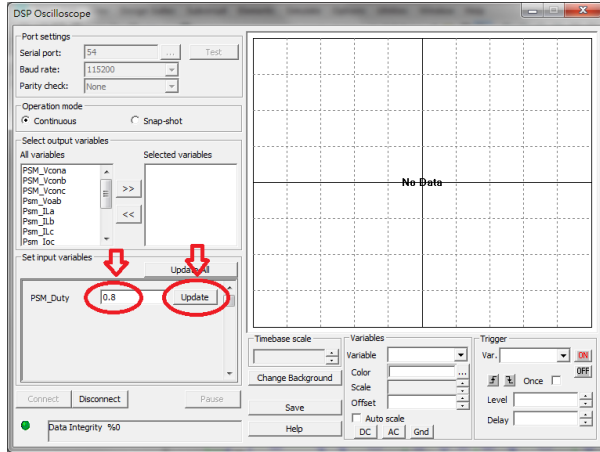 DSP Oscilloscope
Port settings
Serial port: 54 ... Test
Baud rate: 115200
Parity check: None
Operation mode
Continuous Snap-shot
Select output variables
All variables Selected variables
PSM_Vcona
PSM_Vconb
PSM_Vconc
Psm_Voab
Psm_ILa
Psm_ILb
Psm_ILc
Psm_Ioc
>>
<<
Set input variables
Update All
PSM_Duty 0.8 Update
Connect Disconnect Pause
Data Integrity %0
No Data
Timebase scale
Change Background
Save
Help
Variables
Variable
Color ...
Scale
Offset
Auto scale
DC AC Gnd
Trigger
Var. ON
OFF
Once
Level
Delay